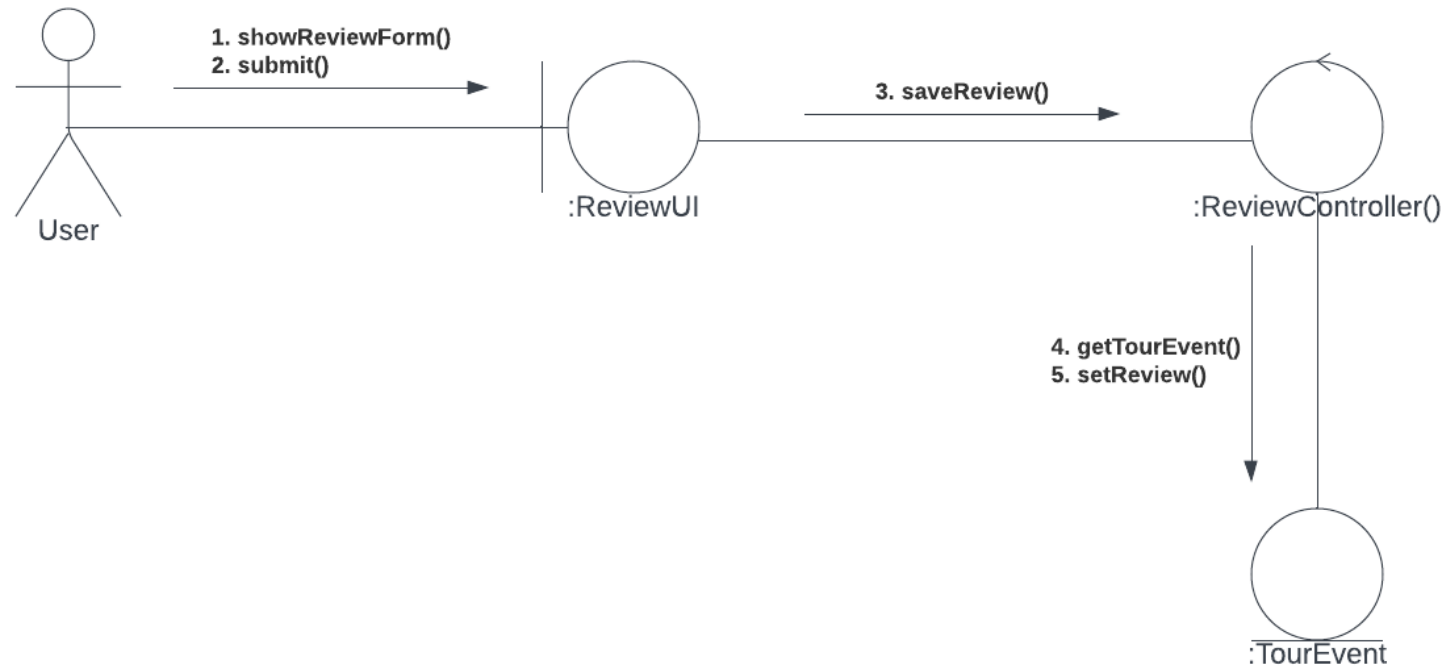 1. showReviewForm()
2. submit()
3. saveReview()
User
:ReviewUI
:ReviewController()
4. getTourEvent()
5. setReview()
:TourEvent